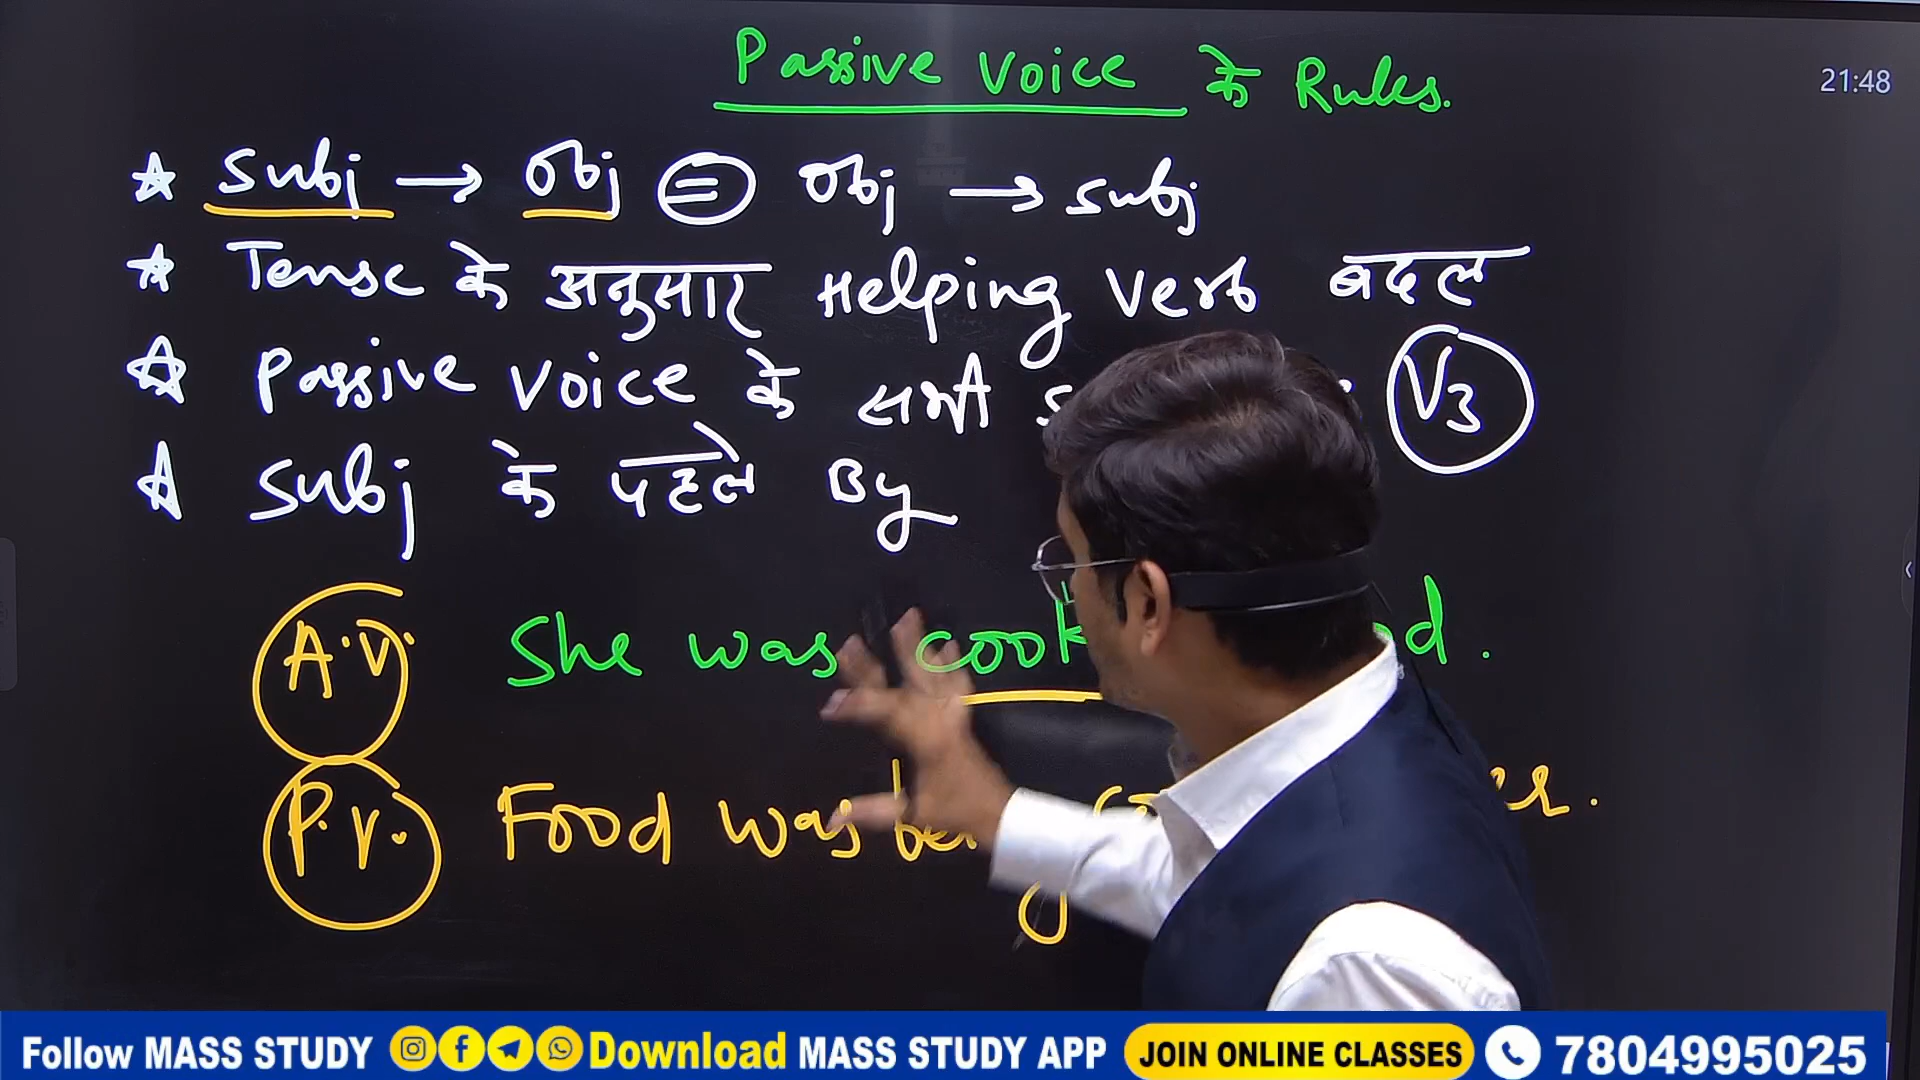 Passive Voice के Rules.
21:48
☆ Subj → Obj = Obj → Subj
☆ Tense के अनुसार Helping Verb बदल
☆ Passive Voice के सभी V3
☆ Subj के पहले By
A.V. She was
P.V. Food was
Follow MASS STUDY Download MASS STUDY APP JOIN ONLINE CLASSES 7804995025